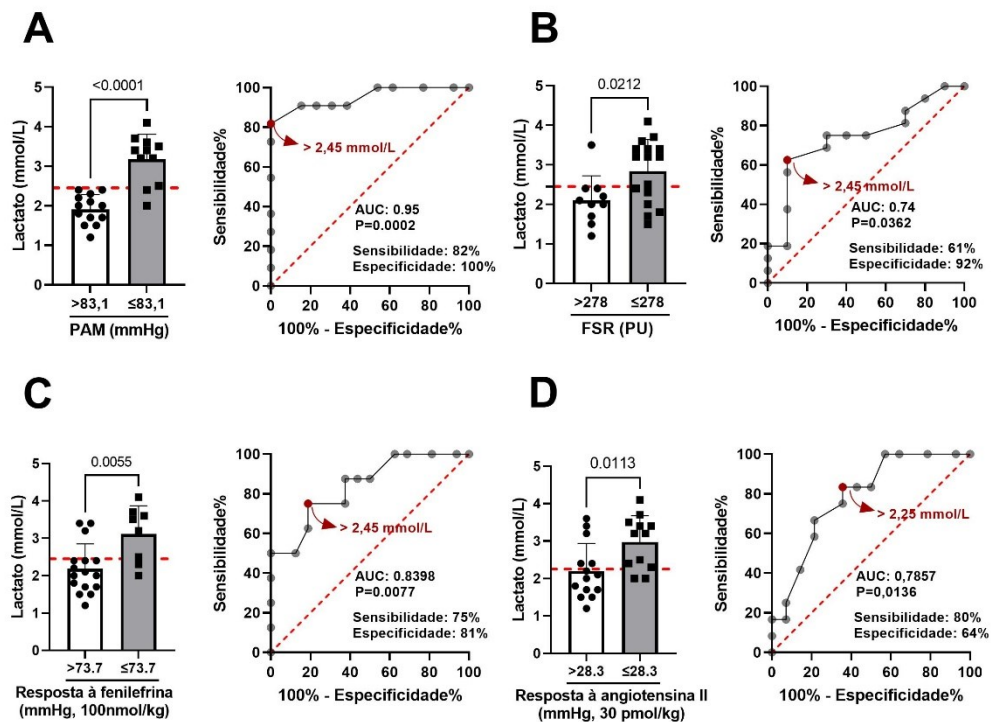 A
<0.0001
Lactato (mmol/L)
5
4
3
2
1
0
>83,1
≤83,1
PAM (mmHg)
Sensibilidade%
100
80
60
40
20
0
> 2,45 mmol/L
AUC: 0.95
P=0.0002
Sensibilidade: 82%
Especificidade: 100%
0 20 40 60 80 100
100% - Especificidade%
B
0.0212
Lactato (mmol/L)
5
4
3
2
1
0
>278
≤278
FSR (PU)
Sensibilidade%
100
80
60
40
20
0
> 2,45 mmol/L
AUC: 0.74
P=0.0362
Sensibilidade: 61%
Especificidade: 92%
0 20 40 60 80 100
100% - Especificidade%
C
0.0055
Lactato (mmol/L)
5
4
3
2
1
0
>73.7
≤73.7
Resposta à fenilefrina
(mmHg, 100nmol/kg)
Sensibilidade%
100
80
60
40
20
0
> 2,45 mmol/L
AUC: 0.8398
P=0.0077
Sensibilidade: 75%
Especificidade: 81%
0 20 40 60 80 100
100% - Especificidade%
D
0.0113
Lactato (mmol/L)
5
4
3
2
1
0
>28.3
≤28.3
Resposta à angiotensina II
(mmHg, 30 pmol/kg)
Sensibilidade%
100
80
60
40
20
0
> 2,25 mmol/L
AUC: 0,7857
P=0,0136
Sensibilidade: 80%
Especificidade: 64%
0 20 40 60 80 100
100% - Especificidade%